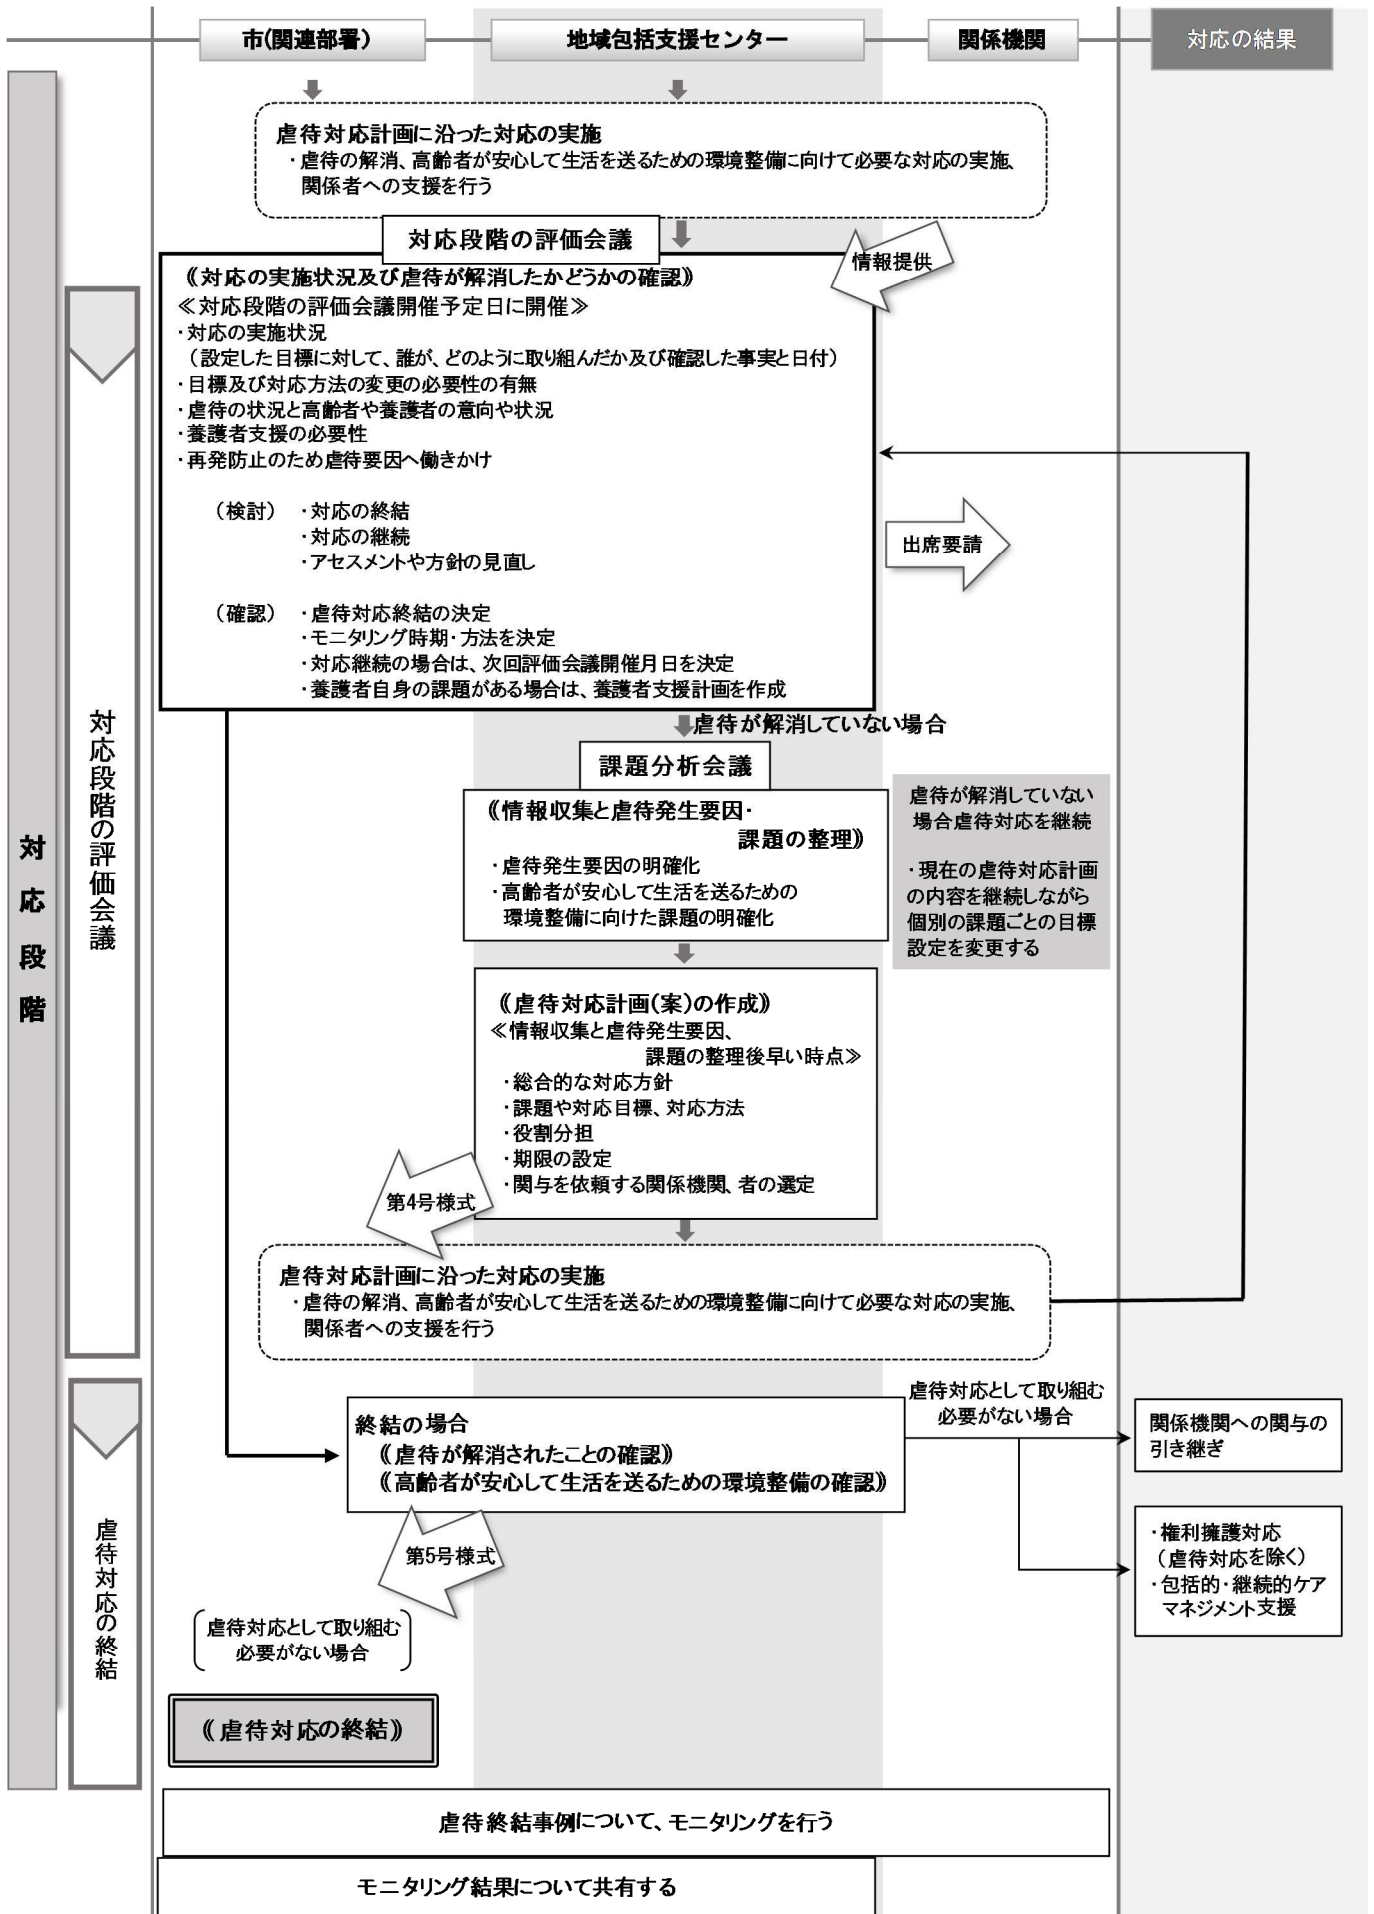 市(関連部署)
地域包括支援センター
関係機関
対応の結果
虐待対応計画に沿った対応の実施
・虐待の解消、高齢者が安心して生活を送るための環境整備に向けて必要な対応の実施、
関係者への支援を行う
対応段階の評価会議
情報提供
⟪対応の実施状況及び虐待が解消したかどうかの確認⟫
≪対応段階の評価会議開催予定日に開催≫
・対応の実施状況
（設定した目標に対して、誰が、どのように取り組んだか及び確認した事実と日付）
・目標及び対応方法の変更の必要性の有無
・虐待の状況と高齢者や養護者の意向や状況
・養護者支援の必要性
・再発防止のため虐待要因へ働きかけ
（検討） ・対応の終結
・対応の継続
・アセスメントや方針の見直し
出席要請
（確認） ・虐待対応終結の決定
・モニタリング時期・方法を決定
・対応継続の場合は、次回評価会議開催月日を決定
・養護者自身の課題がある場合は、養護者支援計画を作成
対応段階の評価会議
対応段階
虐待が解消していない場合
課題分析会議
⟪情報収集と虐待発生要因・
課題の整理⟫
・虐待発生要因の明確化
・高齢者が安心して生活を送るための
環境整備に向けた課題の明確化
虐待が解消していない
場合虐待対応を継続
・現在の虐待対応計画
の内容を継続しながら
個別の課題ごとの目標
設定を変更する
⟪虐待対応計画(案)の作成⟫
≪情報収集と虐待発生要因、
課題の整理後早い時点≫
・総合的な対応方針
・課題や対応目標、対応方法
・役割分担
・期限の設定
・関与を依頼する関係機関、者の選定
第4号様式
虐待対応計画に沿った対応の実施
・虐待の解消、高齢者が安心して生活を送るための環境整備に向けて必要な対応の実施、
関係者への支援を行う
虐待対応として取り組む
必要がない場合
終結の場合
⟪虐待が解消されたことの確認⟫
⟪高齢者が安心して生活を送るための環境整備の確認⟫
関係機関への関与の
引き継ぎ
・権利擁護対応
（虐待対応を除く）
・包括的・継続的ケア
マネジメント支援
第5号様式
虐待対応の終結
虐待対応として取り組む
必要がない場合
⟪虐待対応の終結⟫
虐待終結事例について、モニタリングを行う
モニタリング結果について共有する